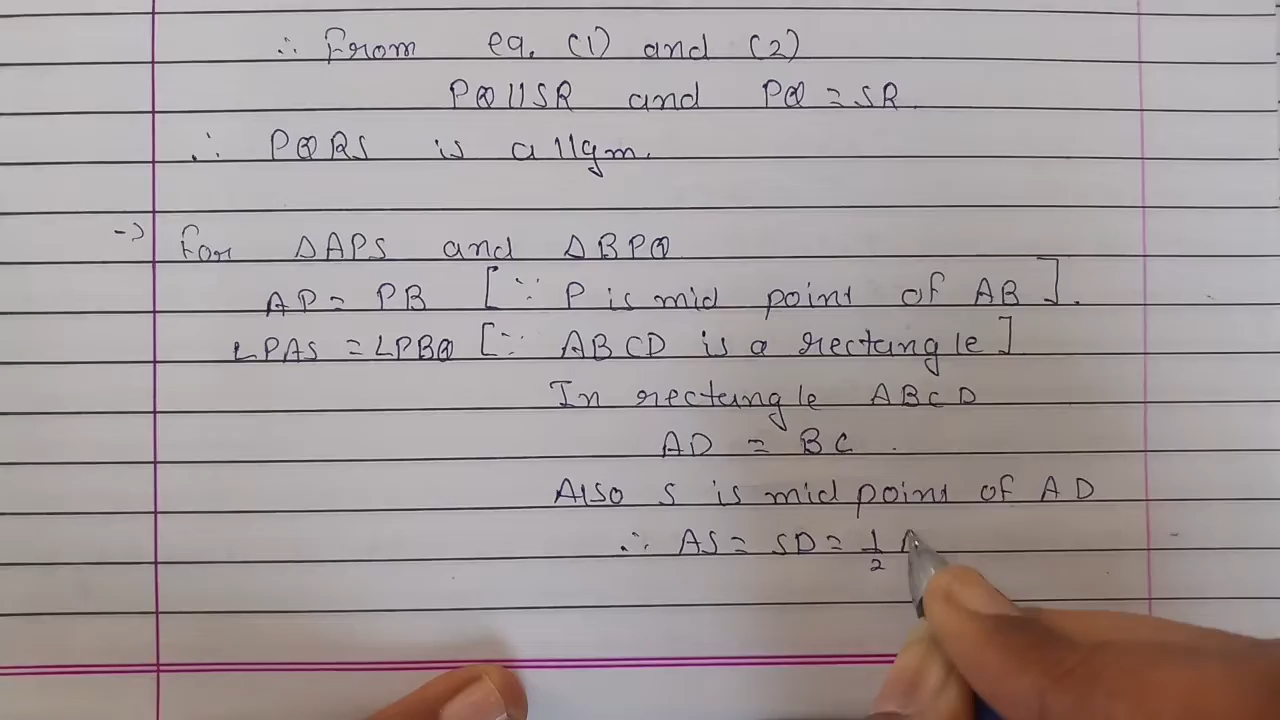 ∴ From eq. (1) and (2)
PQ || SR and PQ = SR.
∴ PQRS is a ||gm.
→ For ΔAPS and ΔBPQ
AP = PB [∵ P is mid point of AB].
∠PAS = ∠PBQ [∵ ABCD is a rectangle]
In rectangle ABCD
AD = BC.
Also S is mid point of AD
∴ AS = SD = 1/2